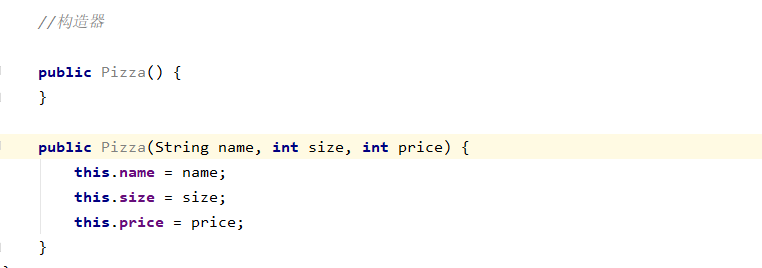 //构造器
public Pizza() {
}
public Pizza(String name, int size, int price) {
this.name = name;
this.size = size;
this.price = price;
}